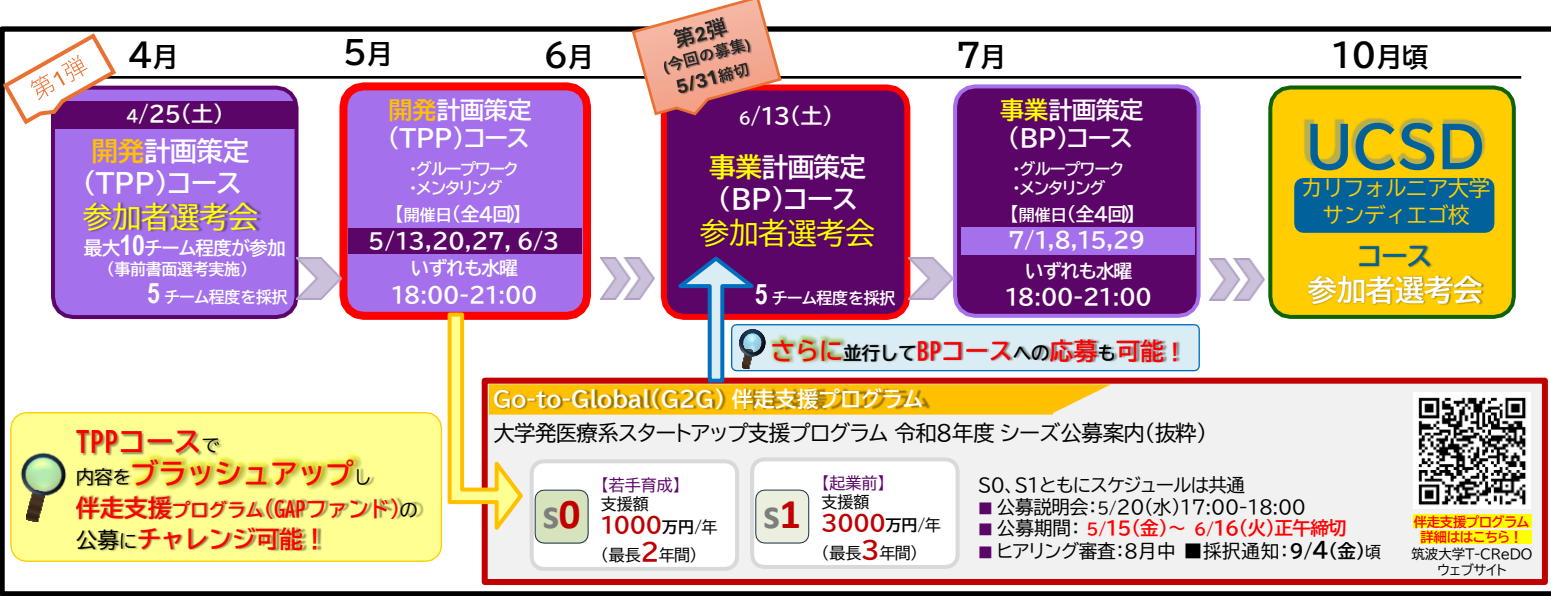 4月
5月
6月
7月
10月頃
第1弾
第2弾
(今回の募集)
5/31締切
4/25(土)
開発計画策定
(TPP)コース
参加者選考会
最大10チーム程度が参加
(事前書面選考実施)
5 チーム程度を採択
開発計画策定
(TPP)コース
・グループワーク
・メンタリング
【開催日(全4回)】
5/13,20,27, 6/3
いずれも水曜
18:00-21:00
6/13(土)
事業計画策定
(BP)コース
参加者選考会
5 チーム程度を採択
事業計画策定
(BP)コース
・グループワーク
・メンタリング
【開催日(全4回)】
7/1,8,15,29
いずれも水曜
18:00-21:00
UCSD
カリフォルニア大学
サンディエゴ校
コース
参加者選考会
さらに並行してBPコースへの応募も可能！
TPPコースで
内容をブラッシュアップし
伴走支援プログラム(GAPファンド)の
公募にチャレンジ可能！
Go-to-Global(G2G) 伴走支援プログラム
大学発医療系スタートアップ支援プログラム 令和8年度 シーズ公募案内(抜粋)
S0
【若手育成】
支援額
1000万円/年
(最長2年間)
S1
【起業前】
支援額
3000万円/年
(最長3年間)
S0、S1ともにスケジュールは共通
■ 公募説明会:5/20(水)17:00-18:00
■ 公募期間: 5/15(金)～ 6/16(火)正午締切
■ ヒアリング審査:8月中 ■採択通知:9/4(金)頃
伴走支援プログラム
詳細ははこちら！
筑波大学T-CReDO
ウェブサイト